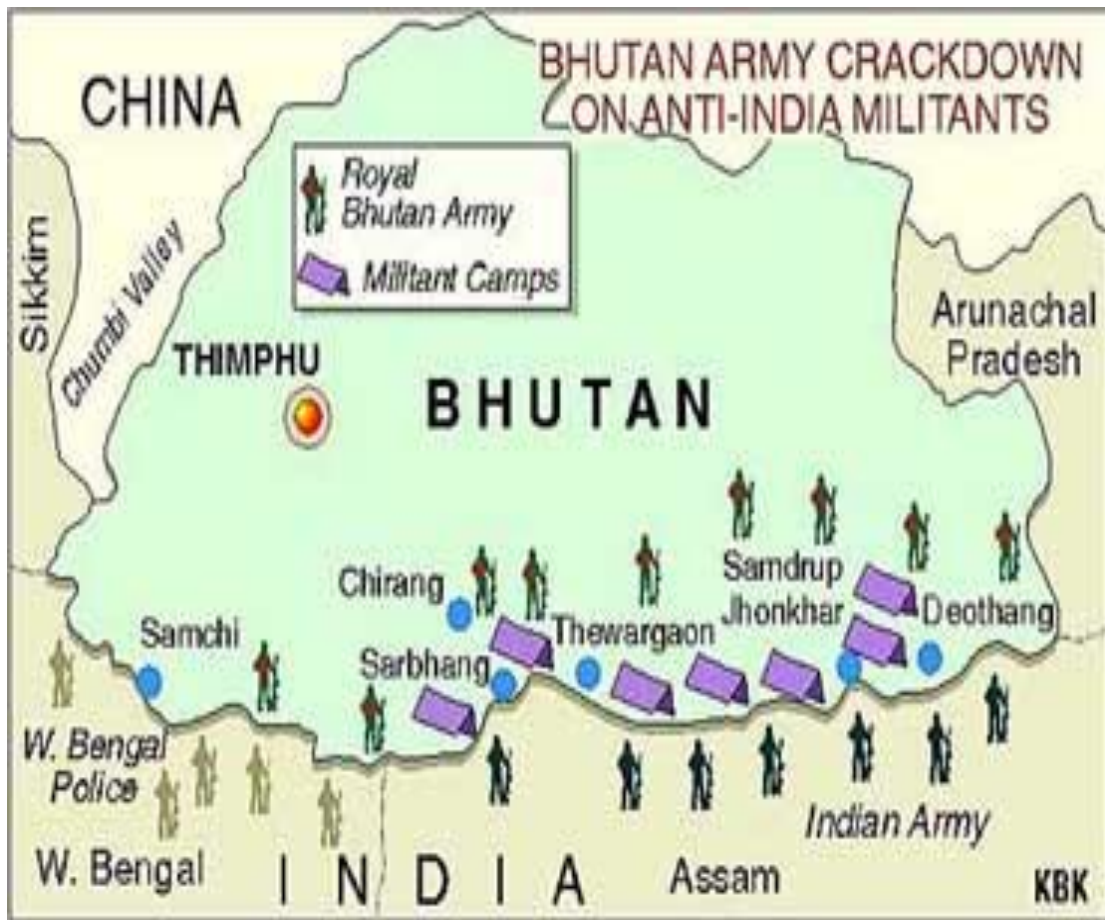 BHUTAN ARMY CRACKDOWN
ON ANTI-INDIA MILITANTS
CHINA
Royal
Bhutan Army
Militant Camps
Sikkim
Chumbi Valley
THIMPHU
BHUTAN
Arunachal
Pradesh
Chirang
Samchi
Sarbhang
Thewargaon
Samdrup
Jhonkhar
Deothang
W. Bengal
Police
Indian Army
W. Bengal
INDIA
Assam
KBK